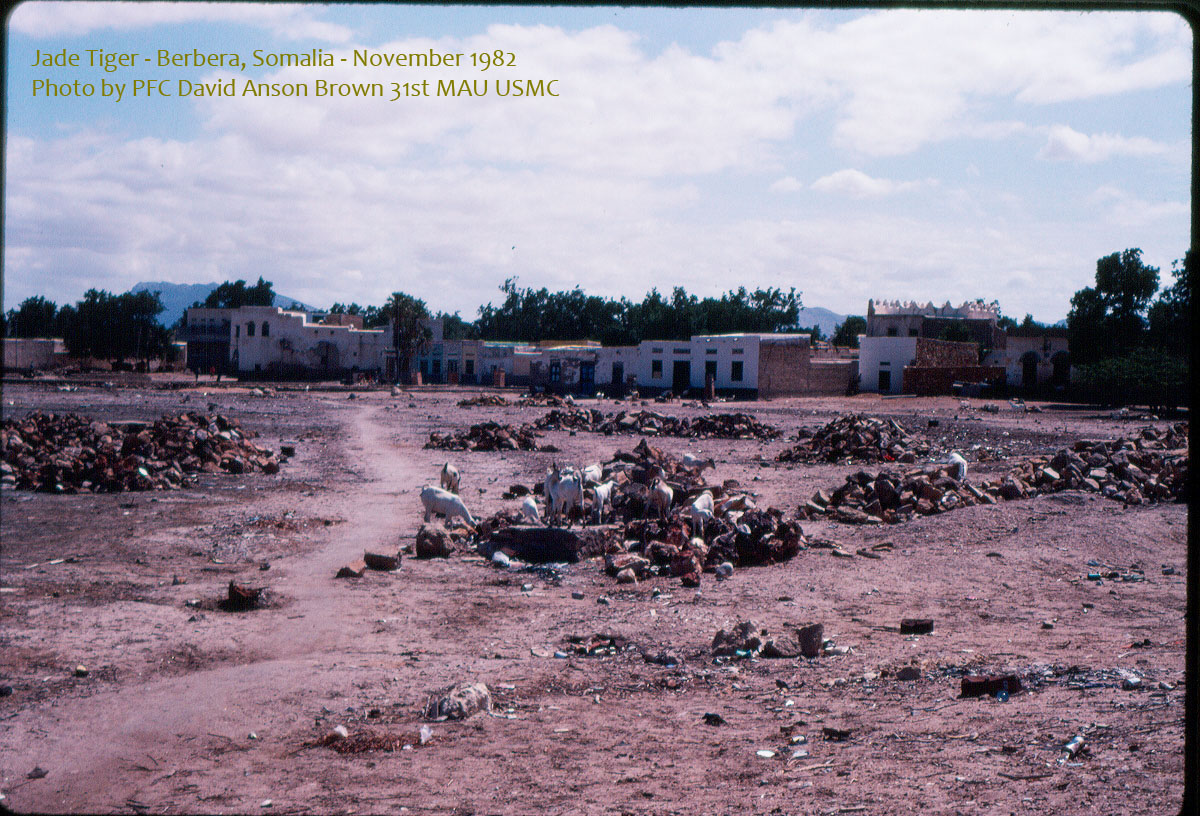 Jade Tiger - Berbera, Somalia - November 1982
Photo by PFC David Anson Brown 31st MAU USMC